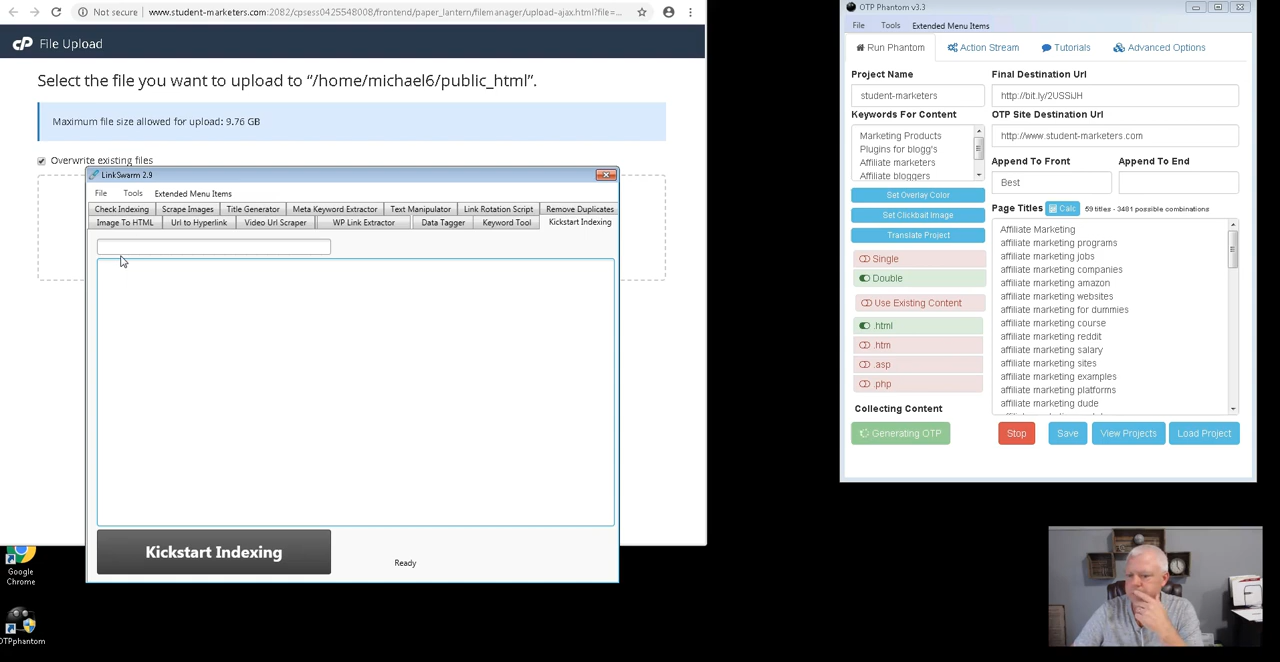 Not secure
www.student-marketers.com:2082/cpsess0425548008/frontend/paper_lantern/filemanager/upload-ajax.html?file=...
cP File Upload
Select the file you want to upload to “/home/michael6/public_html”.
Maximum file size allowed for upload: 9.76 GB
Overwrite existing files
LinkSwarm 2.9
File Tools Extended Menu Items
Check Indexing Scrape Images Title Generator Meta Keyword Extractor Text Manipulator Link Rotation Script Remove Duplicates
Image To HTML Url to Hyperlink Video Url Scraper WP Link Extractor Data Tagger Keyword Tool Kickstart Indexing
Kickstart Indexing
Ready
Google
Chrome
OTPphantom
OTP Phantom v3.3
File Tools Extended Menu Items
Run Phantom Action Stream Tutorials Advanced Options
Project Name
student-marketers
Final Destination Url
http://bit.ly/2USSiJH
Keywords For Content
Marketing Products
Plugins for blogg's
Affiliate marketers
Affiliate bloggers
OTP Site Destination Url
http://www.student-marketers.com
Append To Front Append To End
Best
Set Overlay Color
Set Clickbait Image
Translate Project
Single
Double
Use Existing Content
.html
.htm
.asp
.php
Page Titles Calc 59 titles - 3481 possible combinations
Affiliate Marketing
affiliate marketing programs
affiliate marketing jobs
affiliate marketing companies
affiliate marketing amazon
affiliate marketing websites
affiliate marketing for dummies
affiliate marketing course
affiliate marketing reddit
affiliate marketing salary
affiliate marketing sites
affiliate marketing examples
affiliate marketing platforms
affiliate marketing dude
Collecting Content
Generating OTP Stop Save View Projects Load Project